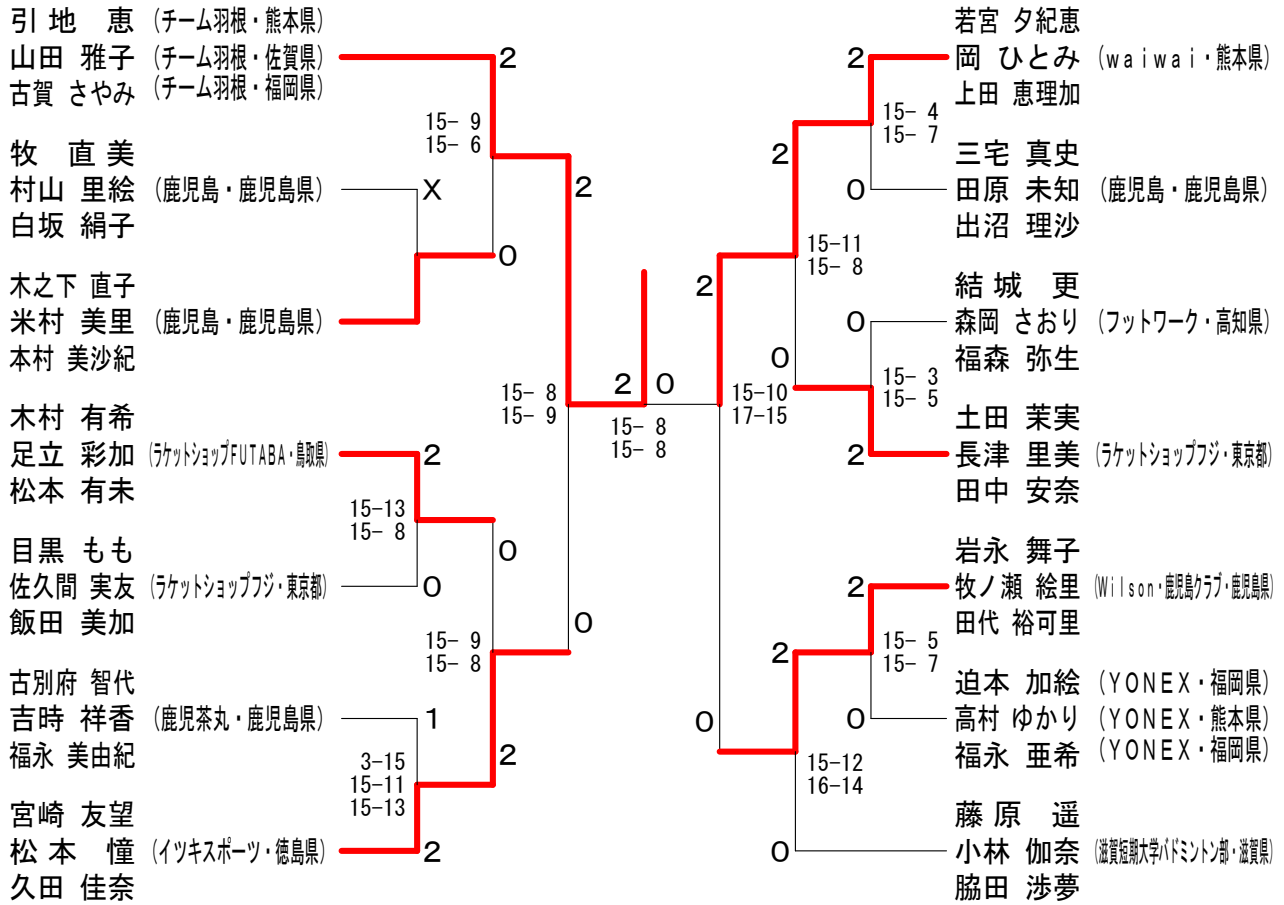 引 地　恵 (チーム羽根・熊本県)
山田 雅子 (チーム羽根・佐賀県)
古賀 さやみ (チーム羽根・福岡県)
2
15- 9
15- 6
牧　直 美
村山 里絵 (鹿児島・鹿児島県)
白坂 絹子
X
2
0
木之下 直子
米村 美里 (鹿児島・鹿児島県)
本村 美沙紀
15- 8
15- 9
木村 有希
足立 彩加 (ラケットショップFUTABA・鳥取県)
松本 有未
2
15-13
15- 8
0
目黒 もも
佐久間 実友 (ラケットショップフジ・東京都)
飯田 美加
0
0
15- 9
15- 8
古別府 智代
吉時 祥香 (鹿児茶丸・鹿児島県)
福永 美由紀
1
2
3-15
15-11
15-13
宮崎 友望
松 本　憧 (イツキスポーツ・徳島県)
久田 佳奈
2
2 0
15- 8
15- 8
若宮 夕紀恵
岡 ひとみ (ｗａｉｗａｉ・熊本県)
上田 恵理加
2
15- 4
15- 7
2
三宅 真史
田原 未知 (鹿児島・鹿児島県)
出沼 理沙
0
15-11
15- 8
2
結 城　更
森岡 さおり (フットワーク・高知県)
福森 弥生
0
0
15- 3
15- 5
15-10
17-15
土田 茉実
長津 里美 (ラケットショップフジ・東京都)
田中 安奈
2
岩永 舞子
牧ノ瀬 絵里 (Wilson・鹿児島クラブ・鹿児島県)
田代 裕可里
2
15- 5
15- 7
2
迫本 加絵 (ＹＯＮＥＸ・福岡県)
高村 ゆかり (ＹＯＮＥＸ・熊本県)
福永 亜希 (ＹＯＮＥＸ・福岡県)
0
0
15-12
16-14
藤 原　遥
小林 伽奈 (滋賀短期大学バドミントン部・滋賀県)
脇田 渉夢
0